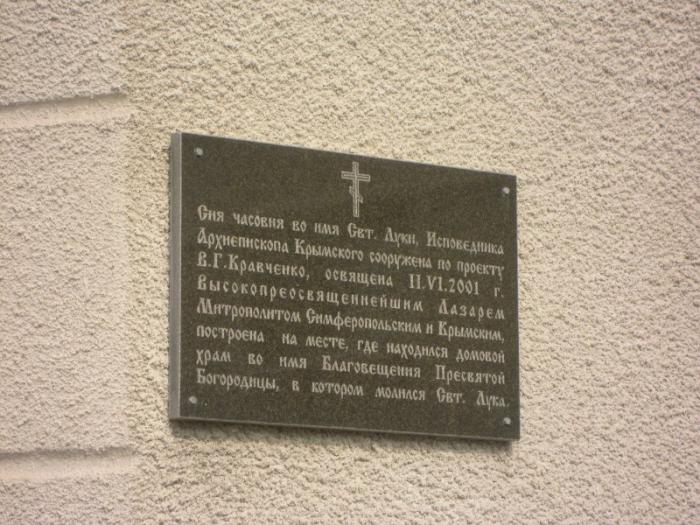 Сия часовня во имя Свт. Луки, Исповедника
Архиепископа Крымского сооружена по проекту
В.Г.Кравченко, освящена 11.VI.2001 г.
Высокопреосвященнейшим Лазарем
Митрополитом Симферопольским и Крымским,
построена на месте, где находился домовой
храм во имя Благовещения Пресвятой
Богородицы, в котором молился Свт. Лука.